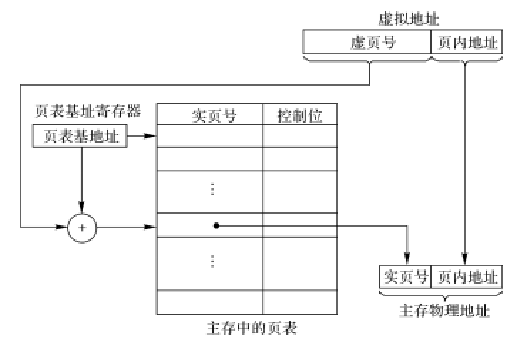 虚拟地址
虚页号 页内地址
页表基址寄存器
页表基地址
实页号 控制位
⋮
+
⋮
实页号 页内地址
主存物理地址
主存中的页表